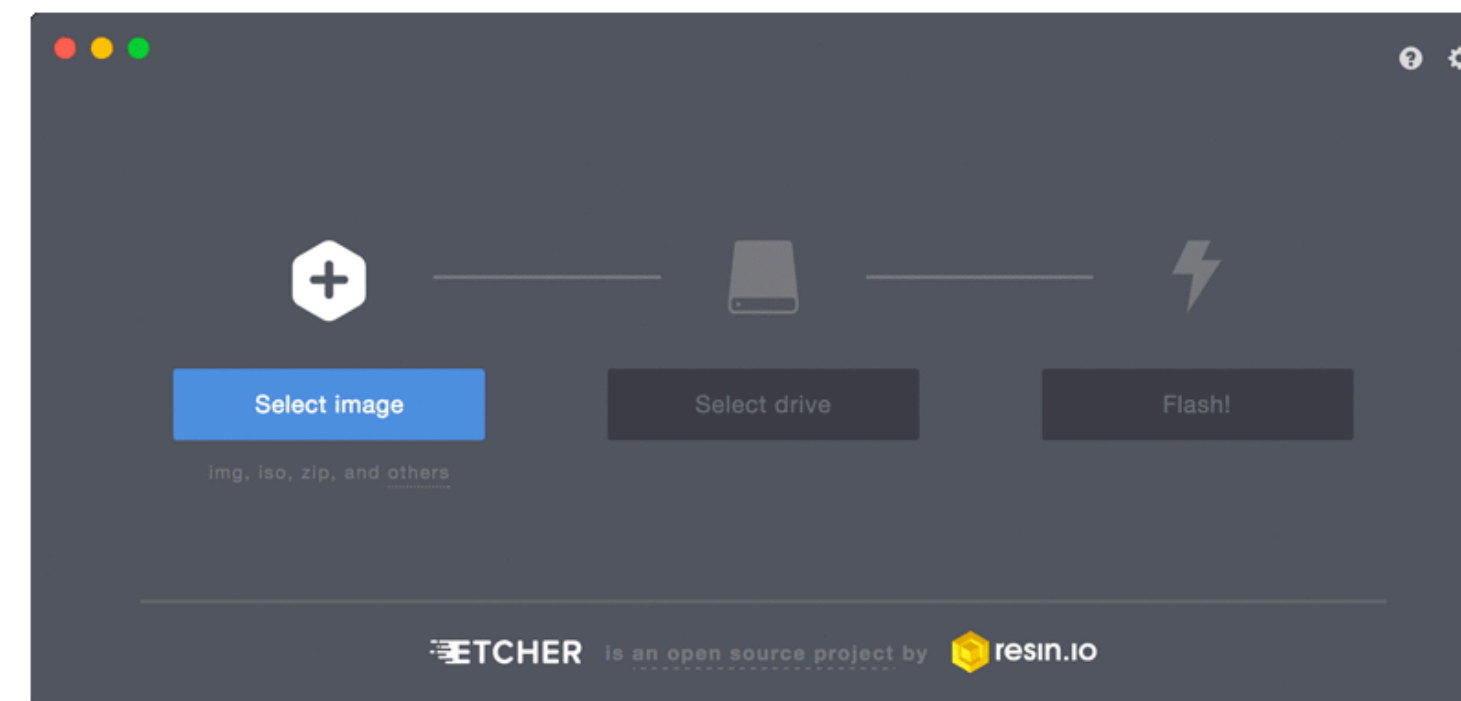 Select image
Select drive
Flash!
img, iso, zip, and others
ETCHER is an open source project by resin.io